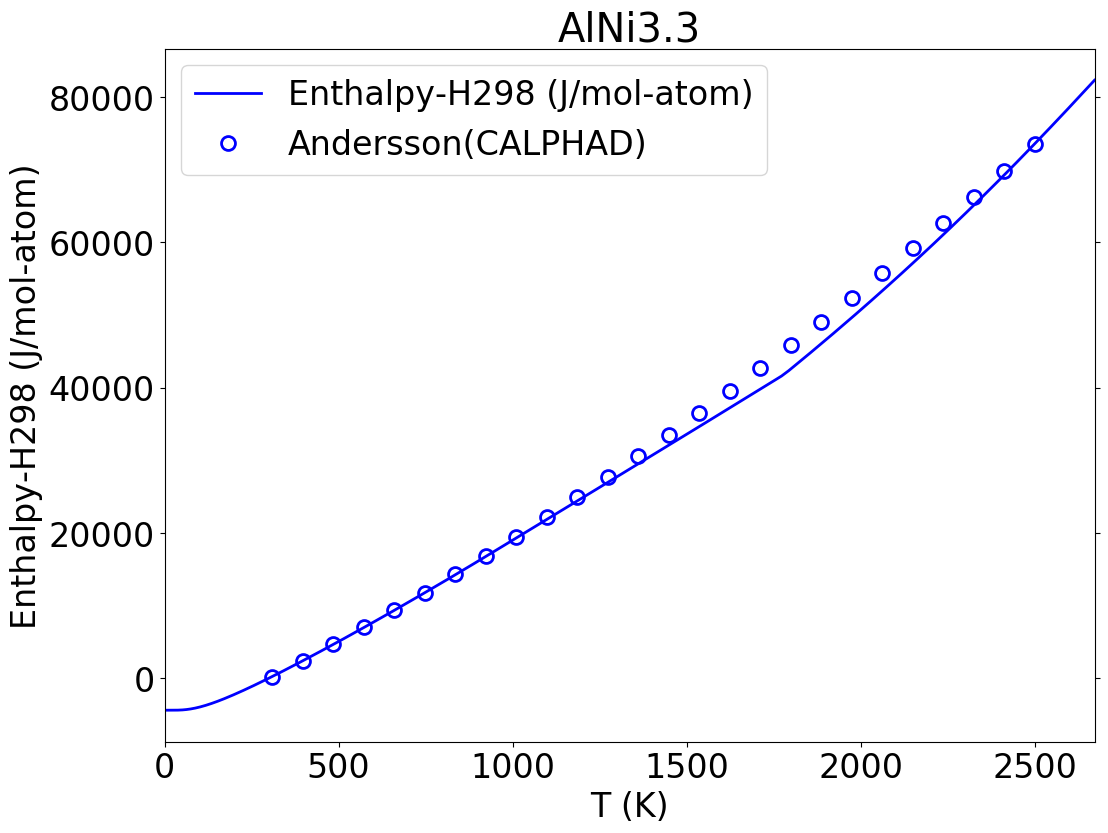 AlNi3.3
Enthalpy-H298 (J/mol-atom)
Andersson(CALPHAD)
Enthalpy-H298 (J/mol-atom)
80000
60000
40000
20000
0
0 500 1000 1500 2000 2500
T (K)